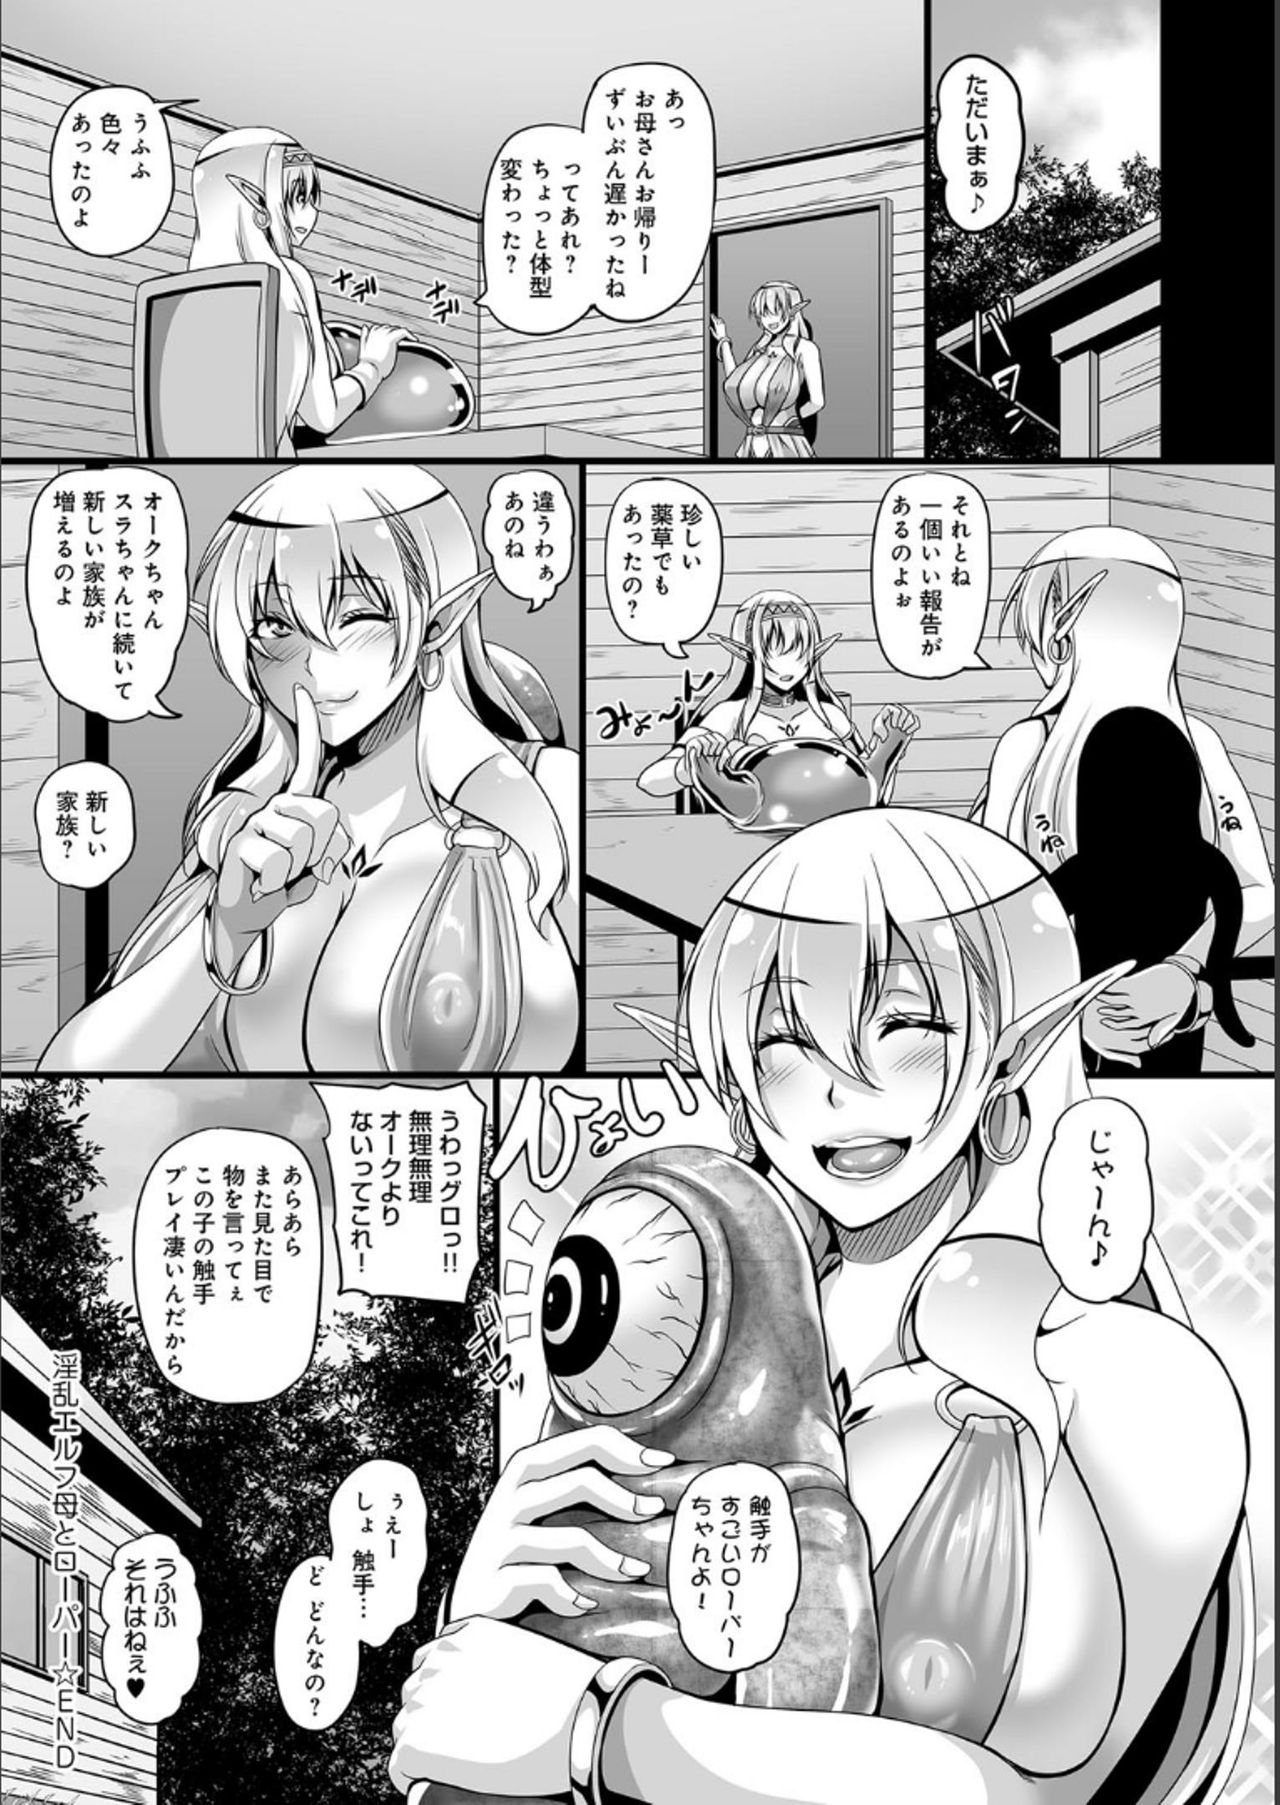 ただいまぁ♪
あっ
お母さんお帰りー
ずいぶん遅かったね
ってあれ?
ちょっと体型
変わった?
うふふ
色々
あったのよ
メデ
メデ
それとね
一個いい報告が
あるのよぉ
珍しい
薬草でも
あったの?
みょ〜ん
うね
うね
違うわぁ
あのね
オークちゃん
スラちゃんに続いて
新しい家族が
増えるのよ
新しい
家族?
じゃーん♪
ひょい
触手が
すごいローパー
ちゃんよ!
ギロッ
うわっグロっ!!
無理無理
オークより
ないってこれ!
あらあら
また見た目で
物を言ってぇ
この子の触手
プレイ凄いんだから
ぅえー
しょ 触手…
ど どんなの?
うふふ
それはねぇ♥
淫乱エルフ母とローパー☆END